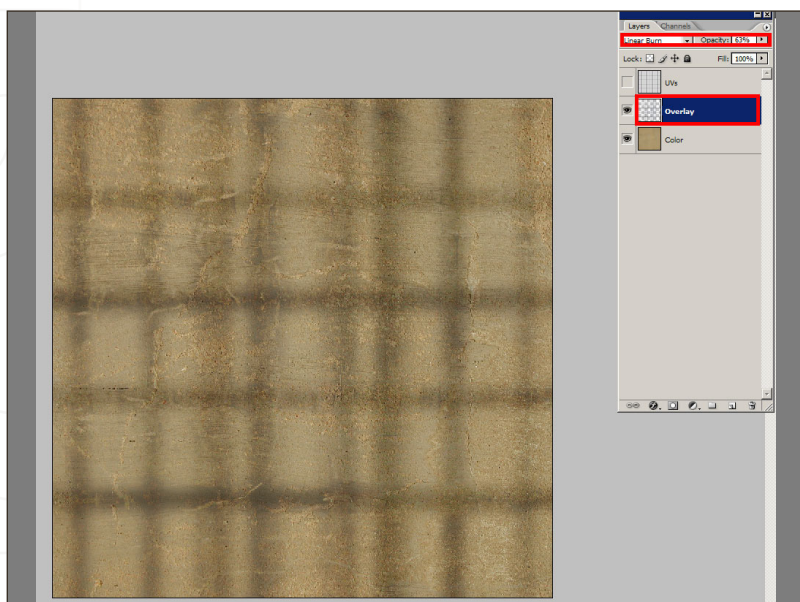 Layers Channels
Linear Burn Opacity: 63%
Lock: Fill: 100%
UVs
Overlay
Color